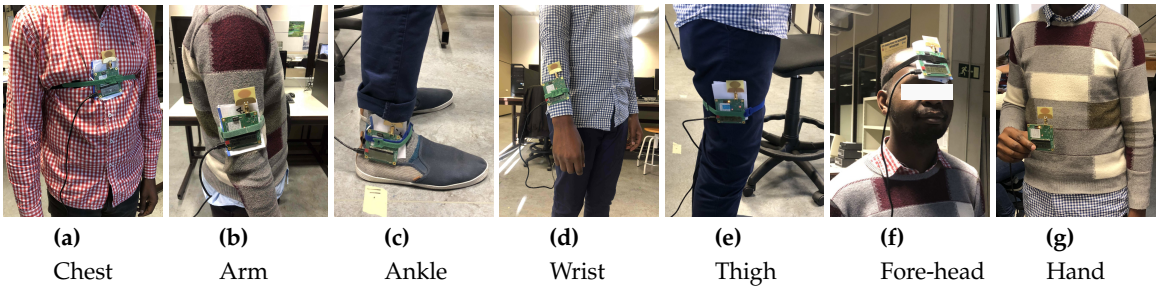 (a)
Chest
(b)
Arm
(c)
Ankle
(d)
Wrist
(e)
Thigh
(f)
Fore-head
(g)
Hand